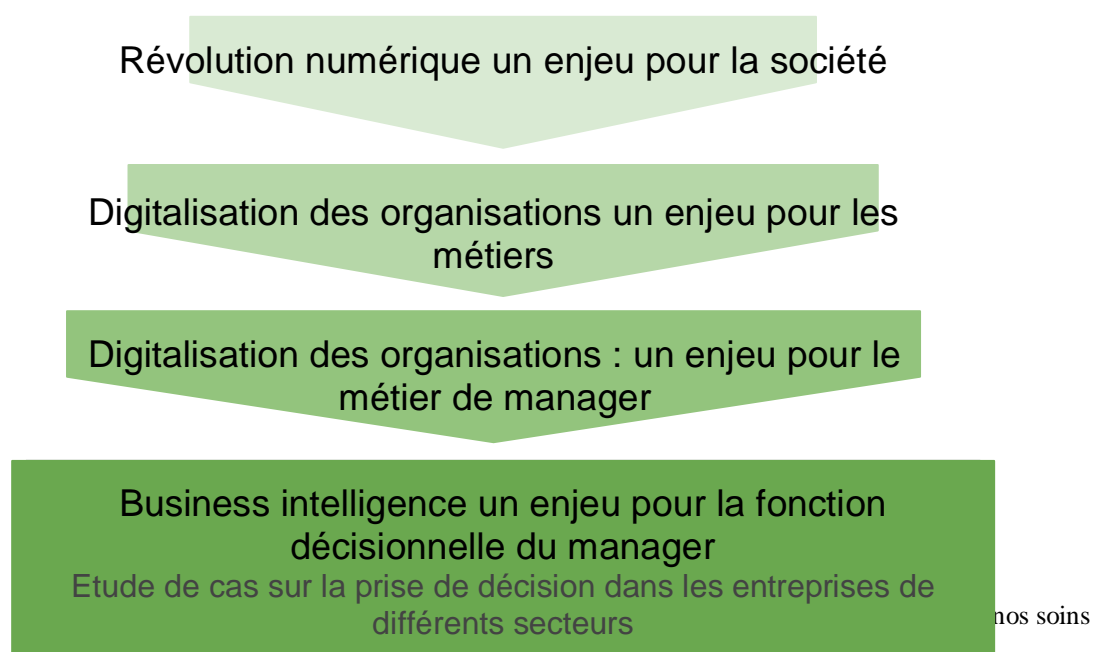 Révolution numérique un enjeu pour la société
Digitalisation des organisations un enjeu pour les
métiers
Digitalisation des organisations : un enjeu pour le
métier de manager
Business intelligence un enjeu pour la fonction
décisionnelle du manager
Etude de cas sur la prise de décision dans les entreprises de
différents secteurs
nos soins